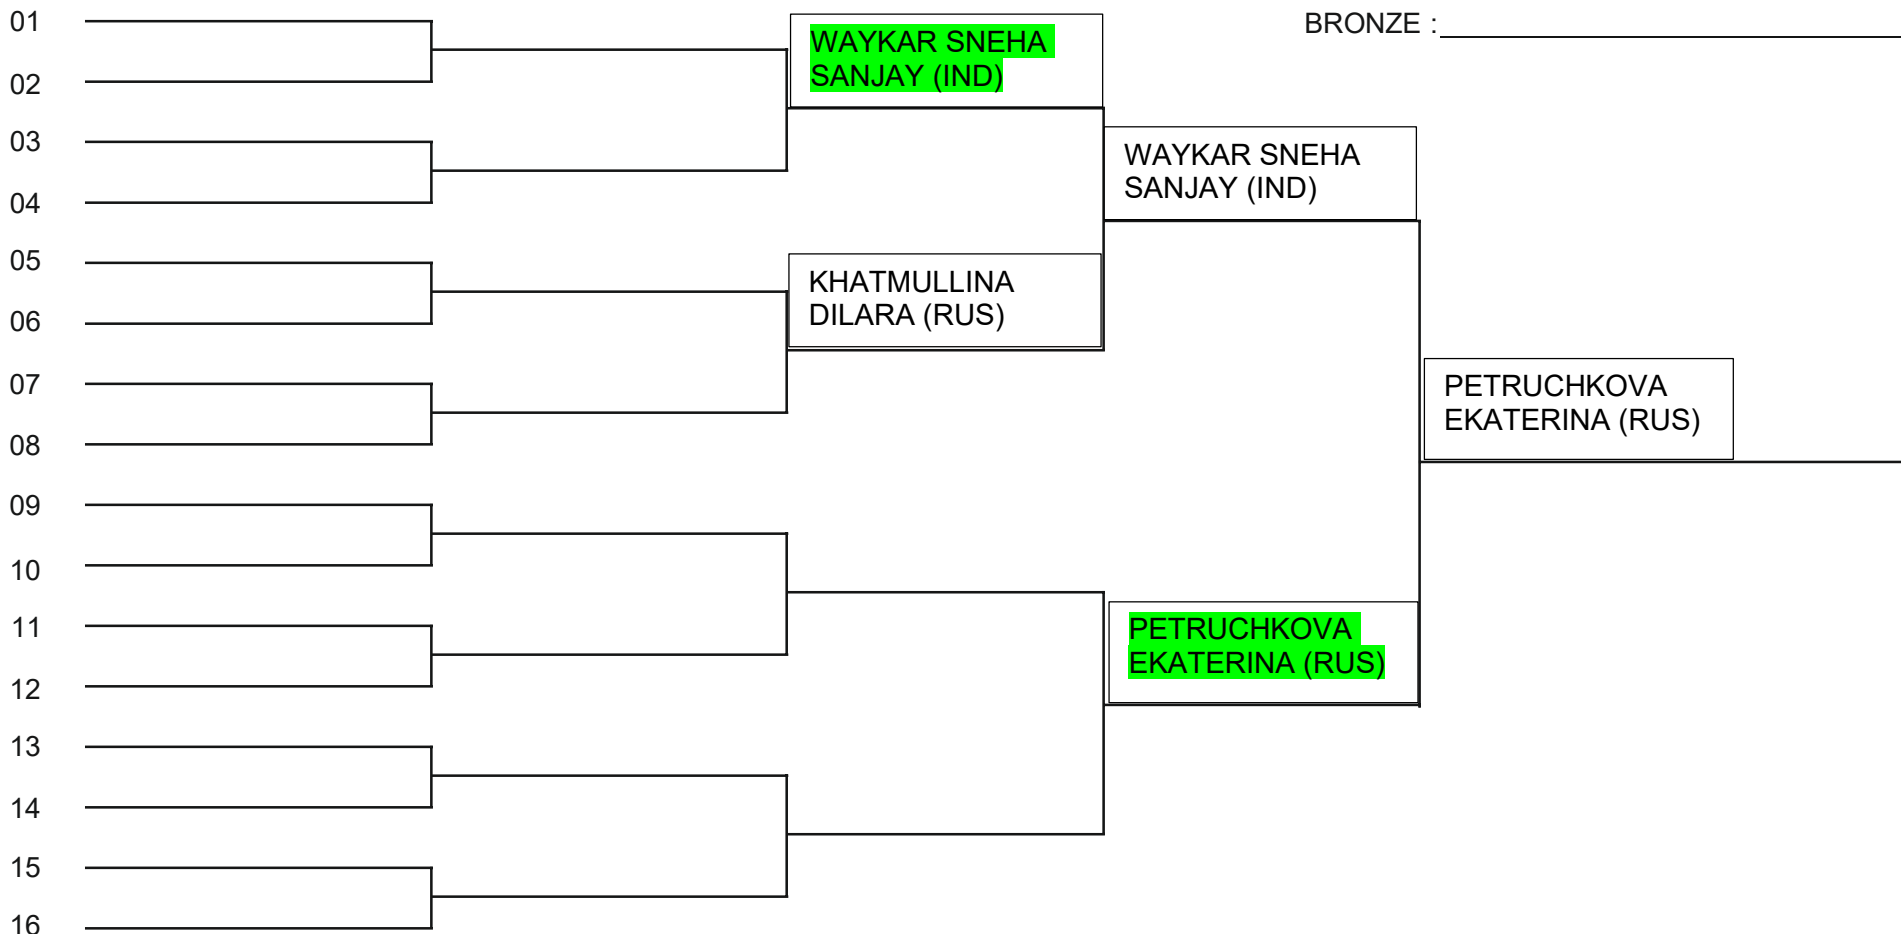 01
02
03
04
05
06
07
08
09
10
11
12
13
14
15
16
WAYKAR SNEHA
SANJAY (IND)
KHATMULLINA
DILARA (RUS)
WAYKAR SNEHA
SANJAY (IND)
PETRUCHKOVA
EKATERINA (RUS)
PETRUCHKOVA
EKATERINA (RUS)
BRONZE :